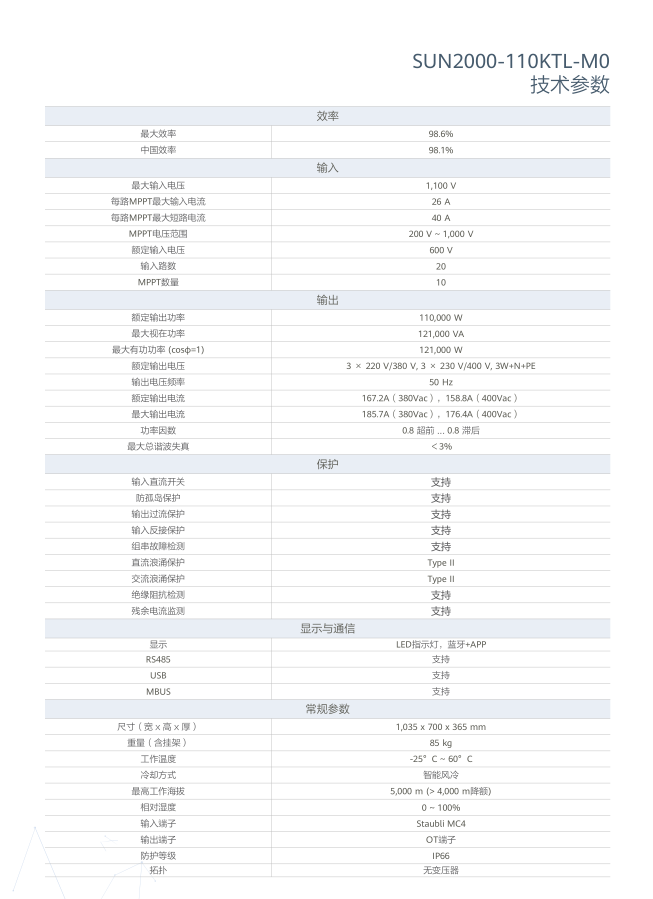 SUN2000-110KTL-M0
技术参数
效率
最大效率 98.6%
中国效率 98.1%
输入
最大输入电压 1,100 V
每路MPPT最大输入电流 26 A
每路MPPT最大短路电流 40 A
MPPT电压范围 200 V ~ 1,000 V
额定输入电压 600 V
输入路数 20
MPPT数量 10
输出
额定输出功率 110,000 W
最大视在功率 121,000 VA
最大有功功率 (cosϕ=1) 121,000 W
额定输出电压 3 × 220 V/380 V, 3 × 230 V/400 V, 3W+N+PE
输出电压频率 50 Hz
额定输出电流 167.2A（380Vac），158.8A（400Vac）
最大输出电流 185.7A（380Vac），176.4A（400Vac）
功率因数 0.8 超前 ... 0.8 滞后
最大总谐波失真 ＜3%
保护
输入直流开关 支持
防孤岛保护 支持
输出过流保护 支持
输入反接保护 支持
组串故障检测 支持
直流浪涌保护 Type II
交流浪涌保护 Type II
绝缘阻抗检测 支持
残余电流监测 支持
显示与通信
显示 LED指示灯，蓝牙+APP
RS485 支持
USB 支持
MBUS 支持
常规参数
尺寸（宽 x 高 x 厚） 1,035 x 700 x 365 mm
重量（含挂架） 85 kg
工作温度 -25° C ~ 60° C
冷却方式 智能风冷
最高工作海拔 5,000 m (> 4,000 m降额)
相对湿度 0 ~ 100%
输入端子 Staubli MC4
输出端子 OT端子
防护等级 IP66
拓扑 无变压器